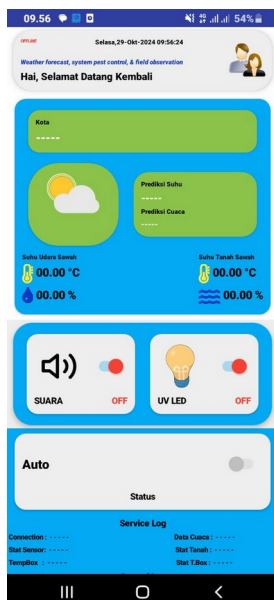 09.56 54%
OFFLINE
Selasa,29-Okt-2024 09:56:24
Weather forecast, system pest control, & field observation
Hai, Selamat Datang Kembali
Kota
-----
Prediksi Suhu
-----
Prediksi Cuaca
-----
Suhu Udara Sawah Suhu Tanah Sawah
00.00 °C 00.00 °C
00.00 % 00.00 %
SUARA OFF UV LED OFF
Auto
Status
Service Log
Connection : ----- Data Cuaca : -----
Stat Sensor: ----- Stat Tanah : -----
TempBox : ----- Stat T.Box : -----